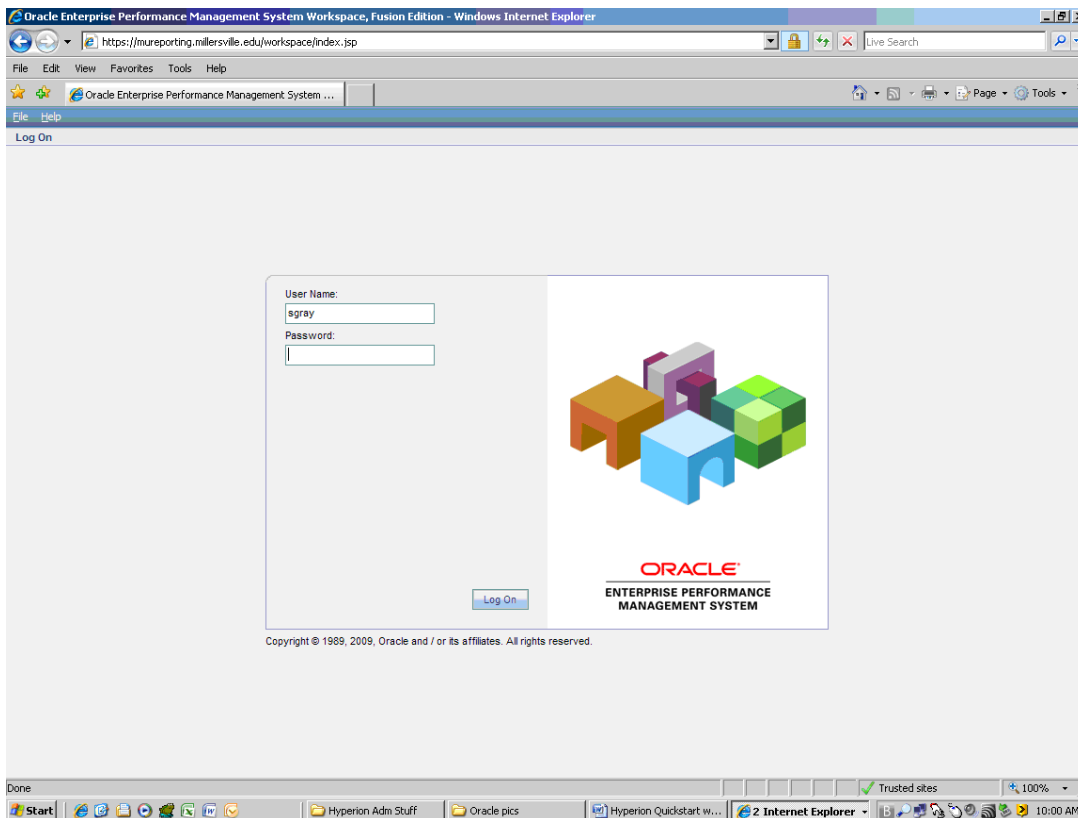 Oracle Enterprise Performance Management System Workspace, Fusion Edition - Windows Internet Explorer
https://mureporting.millersville.edu/workspace/index.jsp
Live Search
File Edit View Favorites Tools Help
Oracle Enterprise Performance Management System ...
Page Tools
File Help
Log On
User Name:
sgray
Password:
Log On
ORACLE
ENTERPRISE PERFORMANCE
MANAGEMENT SYSTEM
Copyright © 1989, 2009, Oracle and / or its affiliates. All rights reserved.
Done
Trusted sites
100%
Start
Hyperion Adm Stuff
Oracle pics
Hyperion Quickstart w...
2 Internet Explorer
10:00 AM